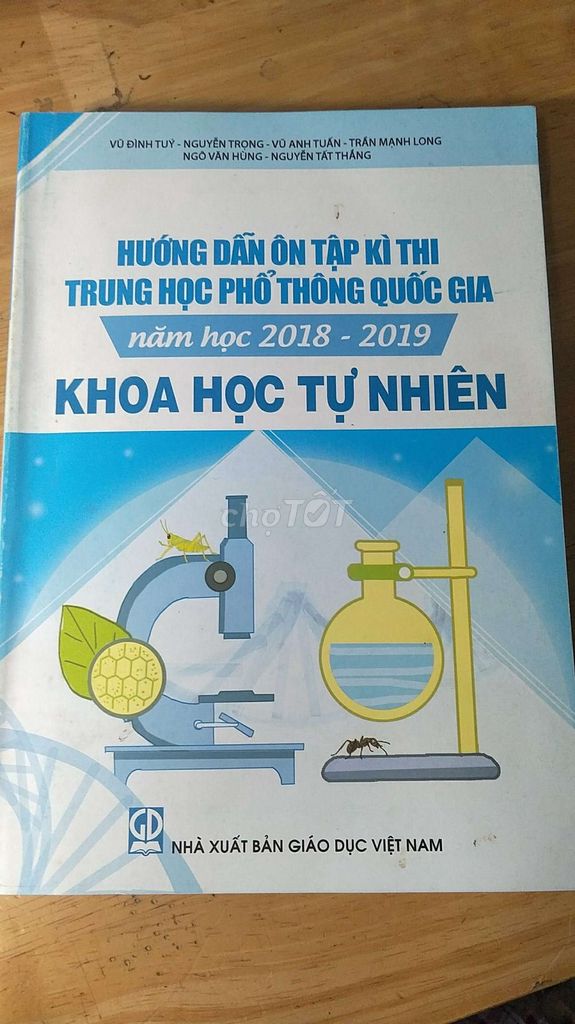 VŨ ĐÌNH TUÝ - NGUYỄN TRỌNG - VŨ ANH TUẤN - TRẦN MẠNH LONG
NGÔ VĂN HÙNG - NGUYỄN TẤT THẮNG
HƯỚNG DẪN ÔN TẬP KÌ THI
TRUNG HỌC PHỔ THÔNG QUỐC GIA
năm học 2018 - 2019
KHOA HỌC TỰ NHIÊN
chợTỐT
GD
NHÀ XUẤT BẢN GIÁO DỤC VIỆT NAM